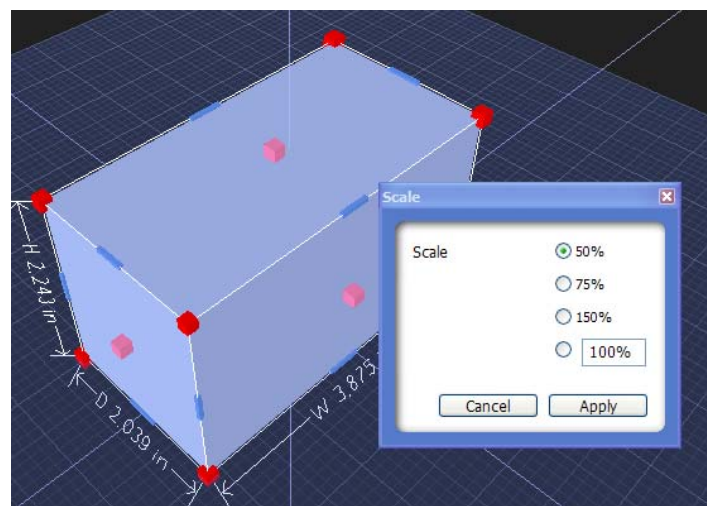 Scale
Scale
50%
75%
150%
100%
Cancel
Apply
H 2.243 in
D 2.039 in
W 3.875